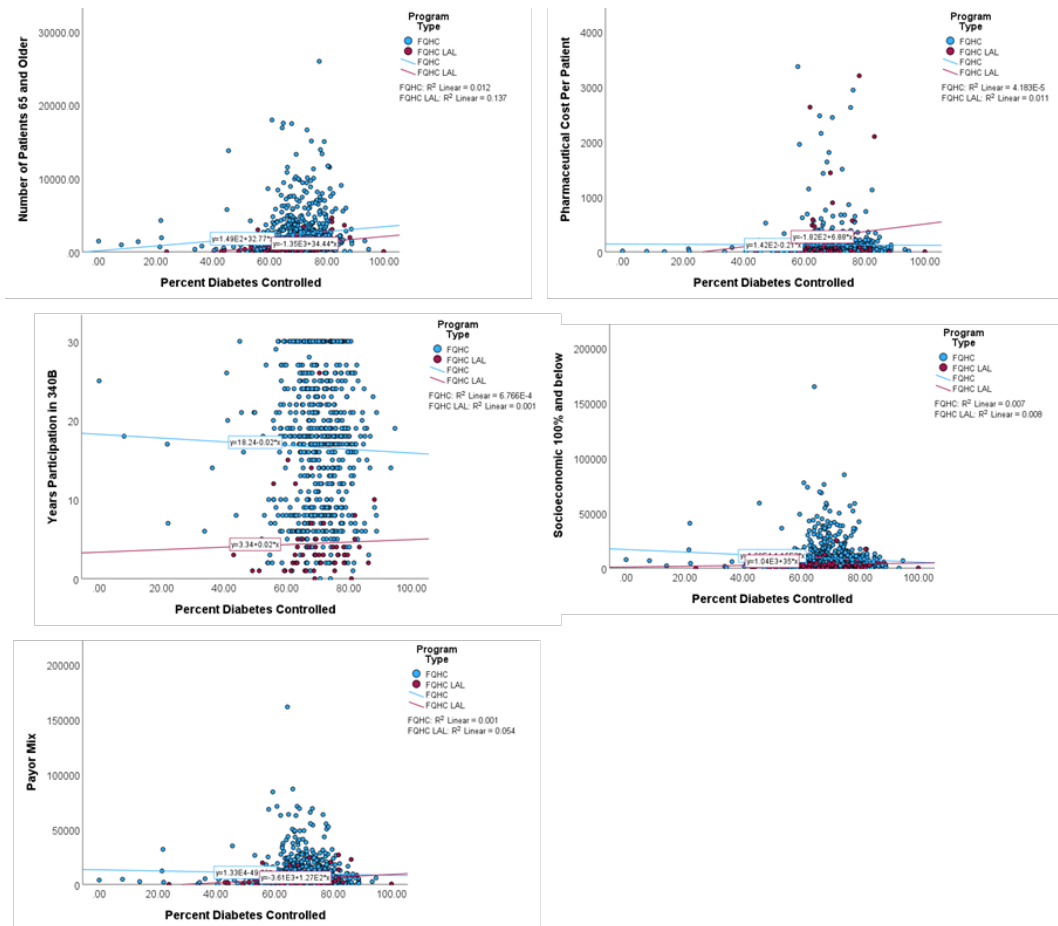 Number of Patients 65 and Older
30000.00
20000.00
10000.00
.00
.00 20.00 40.00 60.00 80.00 100.00
Percent Diabetes Controlled
Program
Type
FQHC
FQHC LAL
FQHC
FQHC LAL
FQHC: R² Linear = 0.012
FQHC LAL: R² Linear = 0.137
y=1.49E2+32.77*x
y=-1.35E3+34.44*x
Pharmaceutical Cost Per Patient
4000
3000
2000
1000
0
.00 20.00 40.00 60.00 80.00 100.00
Percent Diabetes Controlled
Program
Type
FQHC
FQHC LAL
FQHC
FQHC LAL
FQHC: R² Linear = 4.183E-5
FQHC LAL: R² Linear = 0.011
y=-1.82E2+6.88*x
y=1.42E2-0.21*x
Years Participation in 340B
30
20
10
0
.00 20.00 40.00 60.00 80.00 100.00
Percent Diabetes Controlled
Program
Type
FQHC
FQHC LAL
FQHC
FQHC LAL
FQHC: R² Linear = 6.766E-4
FQHC LAL: R² Linear = 0.001
y=18.24-0.02*x
y=3.34+0.02*x
Socioeconomic 100% and below
200000
150000
100000
50000
0
.00 20.00 40.00 60.00 80.00 100.00
Percent Diabetes Controlled
Program
Type
FQHC
FQHC LAL
FQHC
FQHC LAL
FQHC: R² Linear = 0.007
FQHC LAL: R² Linear = 0.008
y=1.04E3+35*x
Payor Mix
200000
150000
100000
50000
0
.00 20.00 40.00 60.00 80.00 100.00
Percent Diabetes Controlled
Program
Type
FQHC
FQHC LAL
FQHC
FQHC LAL
FQHC: R² Linear = 0.001
FQHC LAL: R² Linear = 0.054
y=1.33E4-49
y=-3.61E3+1.27E2*x